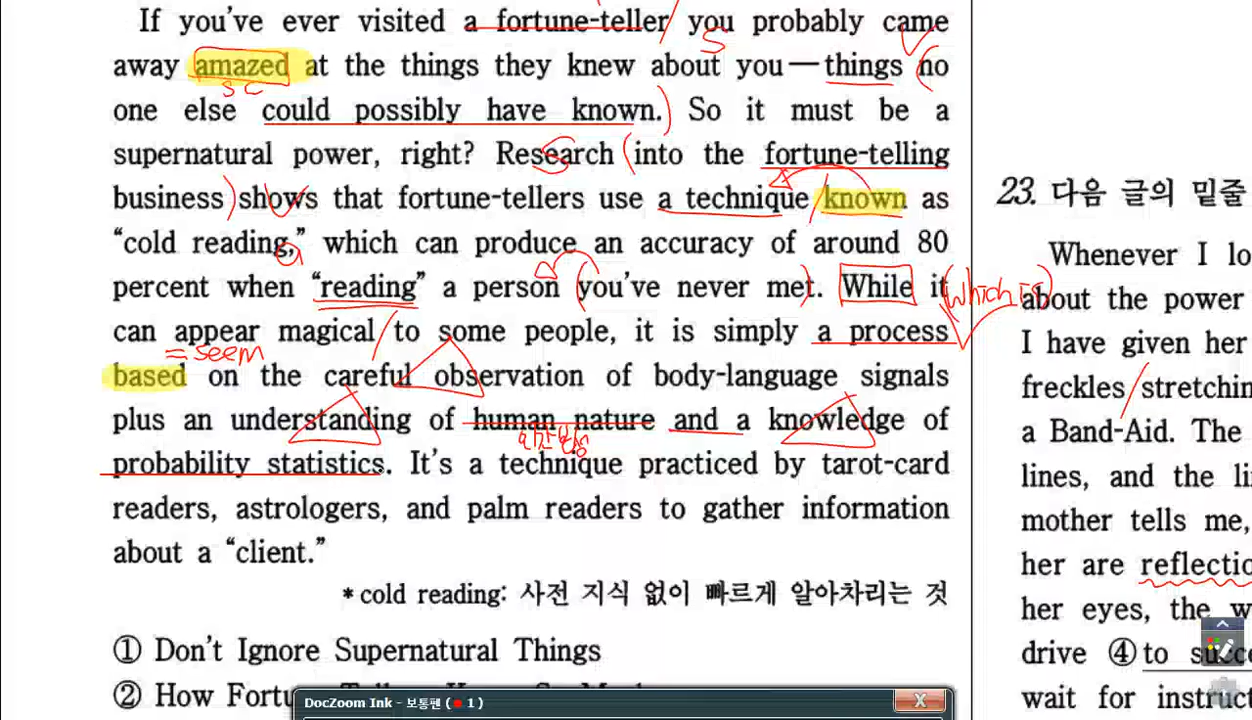 If you've ever visited a fortune-teller you probably came
away amazed at the things they knew about you—things no
one else could possibly have known. So it must be a
supernatural power, right? Research into the fortune-telling
business shows that fortune-tellers use a technique known as
“cold reading,” which can produce an accuracy of around 80
percent when “reading” a person you've never met. While it
can appear magical to some people, it is simply a process
based on the careful observation of body-language signals
plus an understanding of human nature and a knowledge of
probability statistics. It's a technique practiced by tarot-card
readers, astrologers, and palm readers to gather information
about a “client.”
* cold reading: 사전 지식 없이 빠르게 알아차리는 것
① Don't Ignore Supernatural Things
② How Fortu
S
V
S C
S
V
(which is)
= seem
인간본성
23. 다음 글의 밑줄
Whenever I lo
about the power
I have given her
freckles stretchin
a Band-Aid. The
lines, and the li
mother tells me,
her are reflectio
her eyes, the w
drive ④ to succe
wait for instruct
DocZoom Ink - 보통펜 ( 1 )
X